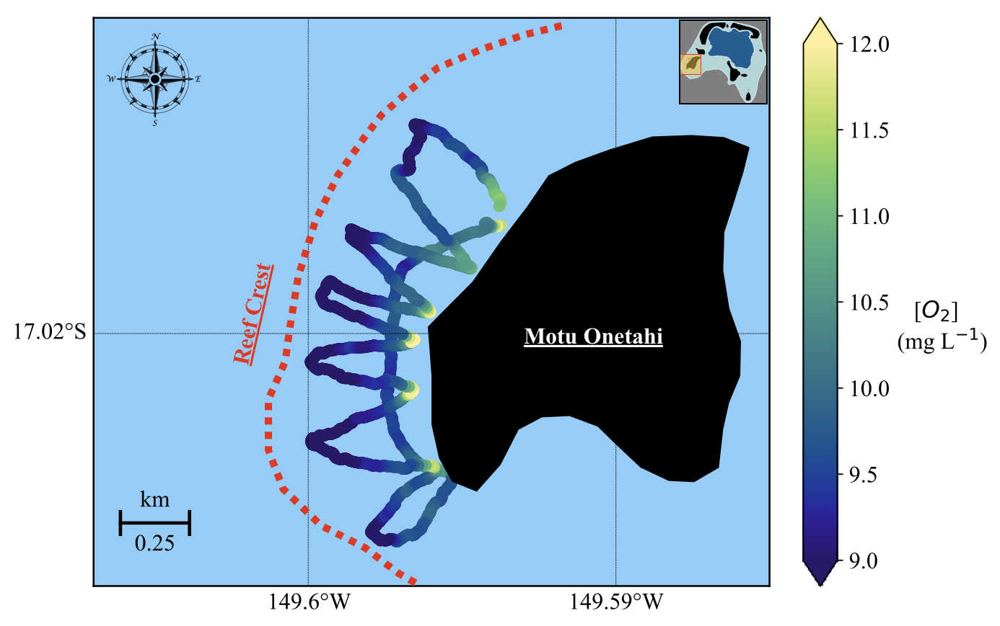 N
W
E
S
Reef Crest
Motu Onetahi
17.02°S
km
0.25
149.6°W
149.59°W
12.0
11.5
11.0
10.5
10.0
9.5
9.0
[O₂]
(mg L⁻¹)